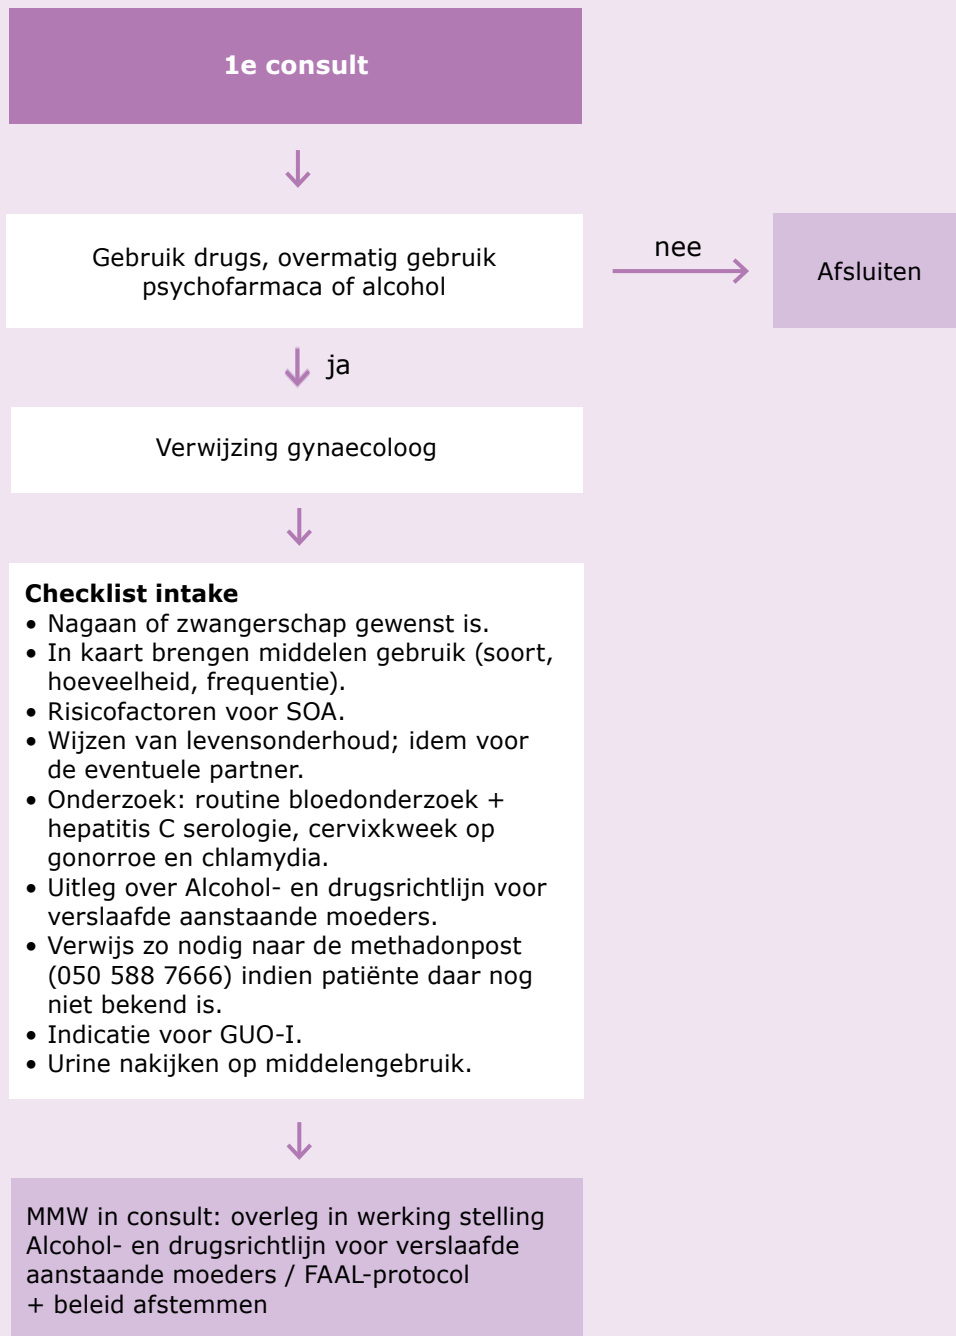 1e consult
Gebruik drugs, overmatig gebruik
psychofarmaca of alcohol
nee
Afsluiten
ja
Verwijzing gynaecoloog
Checklist intake
• Nagaan of zwangerschap gewenst is.
• In kaart brengen middelen gebruik (soort,
hoeveelheid, frequentie).
• Risicofactoren voor SOA.
• Wijzen van levensonderhoud; idem voor
de eventuele partner.
• Onderzoek: routine bloedonderzoek +
hepatitis C serologie, cervixkweek op
gonorroe en chlamydia.
• Uitleg over Alcohol- en drugsrichtlijn voor
verslaafde aanstaande moeders.
• Verwijs zo nodig naar de methadonpost
(050 588 7666) indien patiënte daar nog
niet bekend is.
• Indicatie voor GUO-I.
• Urine nakijken op middelengebruik.
MMW in consult: overleg in werking stelling
Alcohol- en drugsrichtlijn voor verslaafde
aanstaande moeders / FAAL-protocol
+ beleid afstemmen